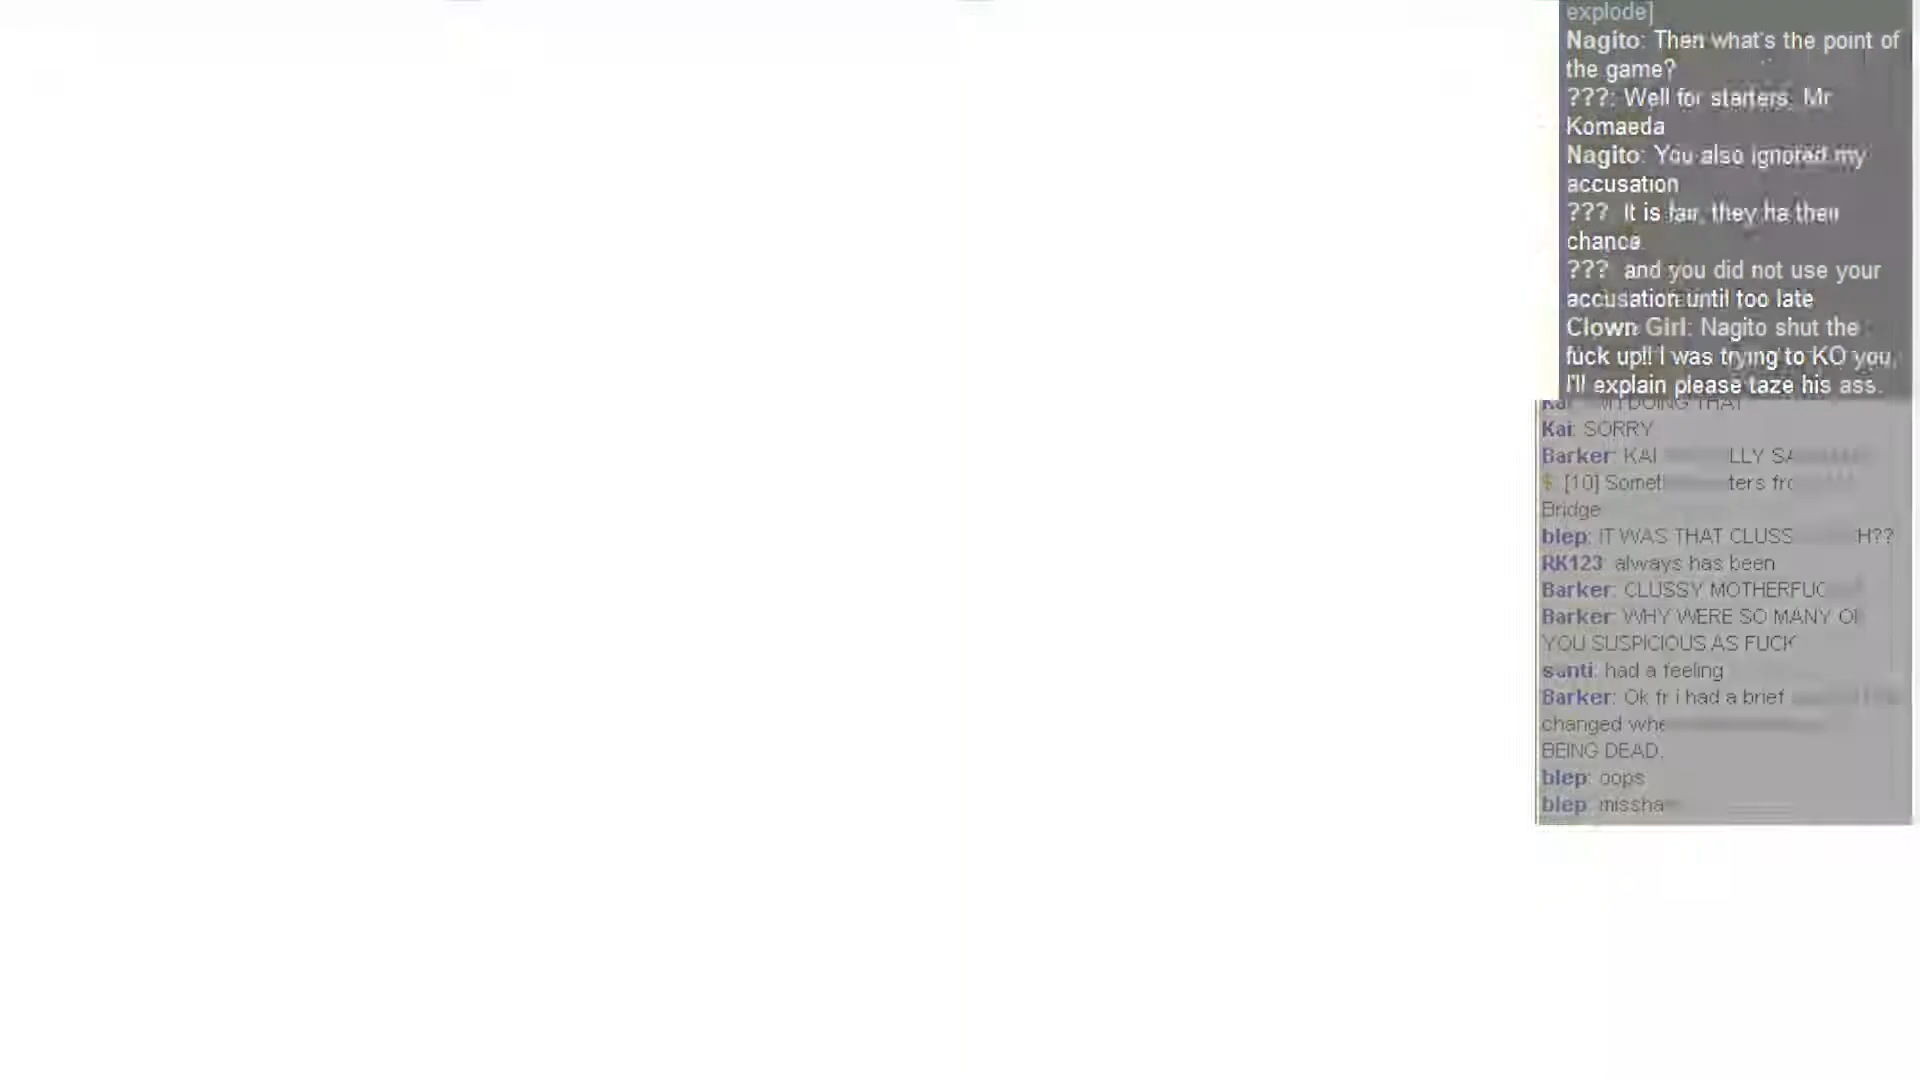 explode]
Nagito: Then what's the point of
the game?
???: Well for starters, Mr
Komaeda
Nagito: You also ignored my
accusation
??? It is fair, they ha their
chance.
??? and you did not use your
accusation until too late
Clown Girl: Nagito shut the
fuck up!! I was trying to KO you,
I'll explain please taze his ass.
Kai DOING THAT
Kai: SORRY
Barker: KAI
$: [10]
Bridge
blep: IT WAS THAT
RK123: always has been
Barker: CLUSSY
Barker: WHY WERE SO MANY OF
YOU SUSPICIOUS AS FUCK
santi: had a feeling
Barker: Ok fr i had a brief
changed
BEING DEAD.
blep: oops
blep: